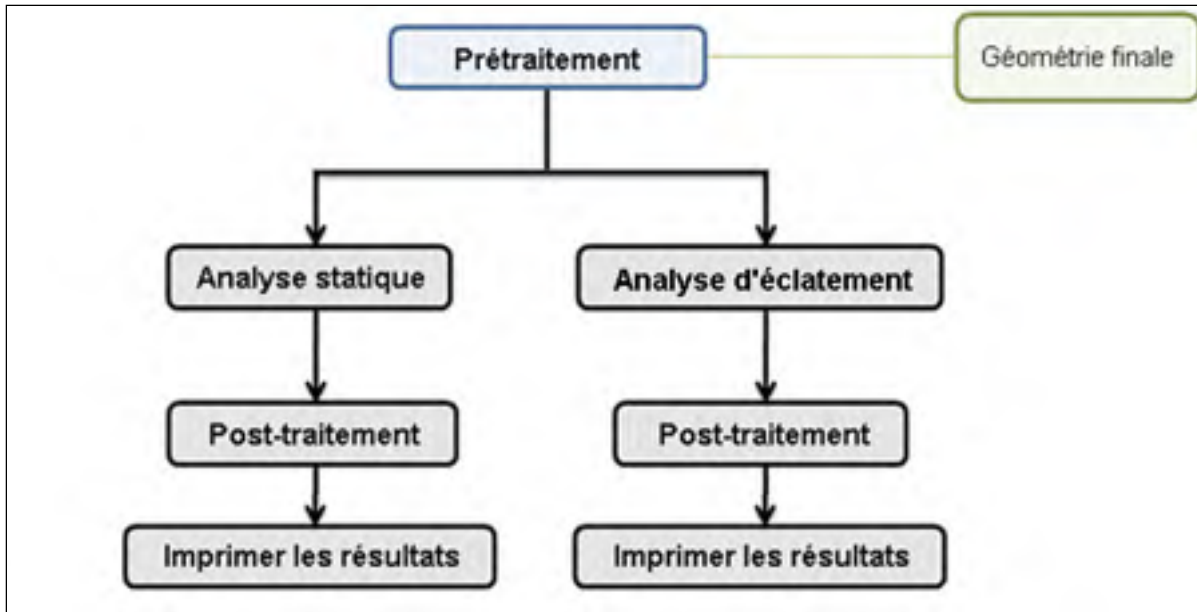 Prétraitement
Géométrie finale
Analyse statique
Analyse d'éclatement
Post-traitement
Post-traitement
Imprimer les résultats
Imprimer les résultats